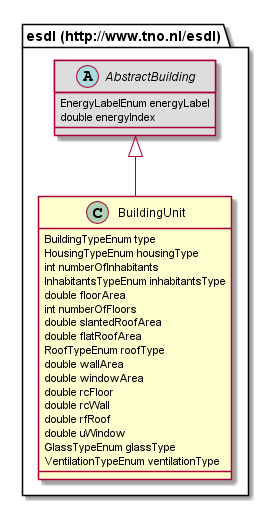 esdl (http://www.tno.nl/esdl)
A AbstractBuilding
EnergyLabelEnum energyLabel
double energyIndex
C BuildingUnit
BuildingTypeEnum type
HousingTypeEnum housingType
int numberOfInhabitants
InhabitantsTypeEnum inhabitantsType
double floorArea
int numberOfFloors
double slantedRoofArea
double flatRoofArea
RoofTypeEnum roofType
double wallArea
double windowArea
double rcFloor
double rcWall
double rfRoof
double uWindow
GlassTypeEnum glassType
VentilationTypeEnum ventilationType